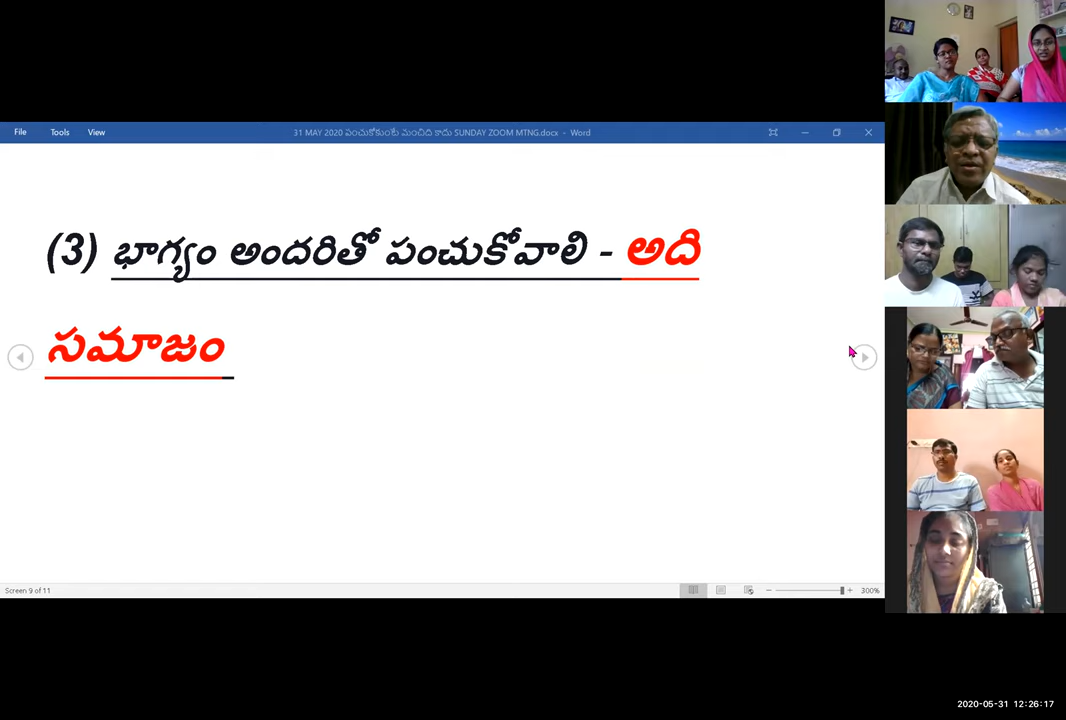 File Tools View 31 MAY 2020 పంచుకోకుంటే మంచిది కాదు SUNDAY ZOOM MTNG.docx - Word
(3) భాగ్యం అందరితో పంచుకోవాలి - అది
సమాజం
Screen 9 of 11 300%
2020-05-31 12:26:17